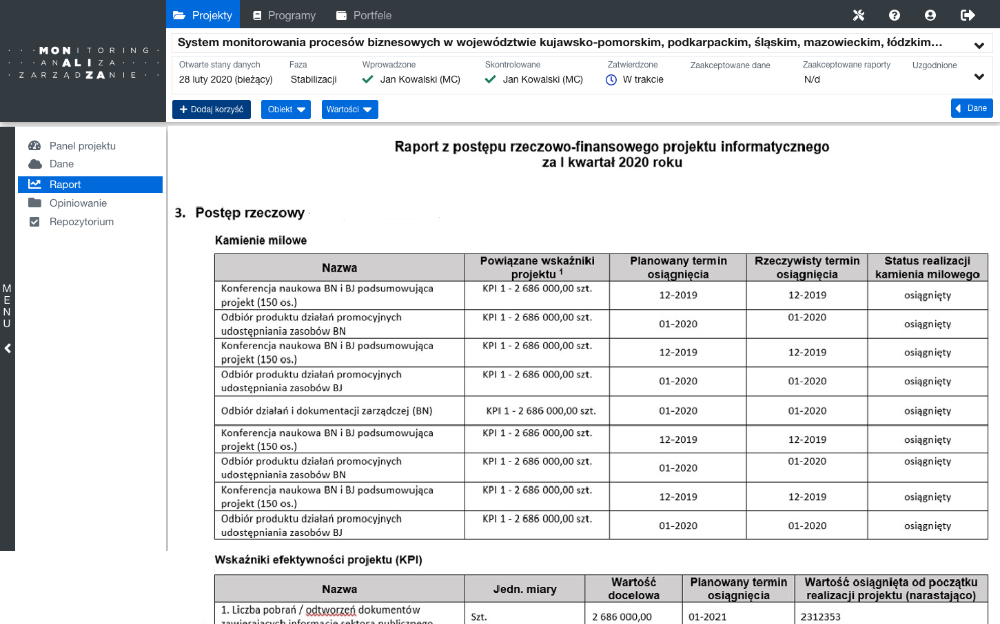 Projekty
Programy
Portfele
· · · MONITORING ·
· ANALIZA · · · ·
· ZARZĄDZANIE · ·
System monitorowania procesów biznesowych w województwie kujawsko-pomorskim, podkarpackim, śląskim, mazowieckim, łódzkim...
Otwarte stany danych
Faza
Wprowadzone
Skontrolowane
Zatwierdzone
Zaakceptowane dane
Zaakceptowane raporty
Uzgodnione
28 luty 2020 (bieżący)
Stabilizacji
Jan Kowalski (MC)
Jan Kowalski (MC)
W trakcie
N/d
+ Dodaj korzyść
Obiekt
Wartości
Dane
MENU
Panel projektu
Dane
Raport
Opiniowanie
Repozytorium
Raport z postępu rzeczowo-finansowego projektu informatycznego
za I kwartał 2020 roku
3. Postęp rzeczowy
Kamienie milowe
Nazwa
Powiązane wskaźniki
projektu 1
Planowany termin
osiągnięcia
Rzeczywisty termin
osiągnięcia
Status realizacji
kamienia milowego
Konferencja naukowa BN i BJ podsumowująca
projekt (150 os.)
KPI 1 - 2 686 000,00 szt.
12-2019
12-2019
osiągnięty
Odbiór produktu działań promocyjnych
udostępniania zasobów BN
KPI 1 - 2 686 000,00 szt.
01-2020
01-2020
osiągnięty
Konferencja naukowa BN i BJ podsumowująca
projekt (150 os.)
KPI 1 - 2 686 000,00 szt.
12-2019
12-2019
osiągnięty
Odbiór produktu działań promocyjnych
udostępniania zasobów BJ
KPI 1 - 2 686 000,00 szt.
01-2020
01-2020
osiągnięty
Odbiór działań i dokumentacji zarządczej (BN)
KPI 1 - 2 686 000,00 szt.
01-2020
01-2020
osiągnięty
Konferencja naukowa BN i BJ podsumowująca
projekt (150 os.)
KPI 1 - 2 686 000,00 szt.
12-2019
12-2019
osiągnięty
Odbiór produktu działań promocyjnych
udostępniania zasobów BN
KPI 1 - 2 686 000,00 szt.
01-2020
01-2020
osiągnięty
Konferencja naukowa BN i BJ podsumowująca
projekt (150 os.)
KPI 1 - 2 686 000,00 szt.
12-2019
12-2019
osiągnięty
Odbiór produktu działań promocyjnych
udostępniania zasobów BJ
KPI 1 - 2 686 000,00 szt.
01-2020
01-2020
osiągnięty
Wskaźniki efektywności projektu (KPI)
Nazwa
Jedn. miary
Wartość
docelowa
Planowany termin
osiągnięcia
Wartość osiągnięta od początku
realizacji projektu (narastająco)
1. Liczba pobrań / odtworzeń dokumentów
zawierających informacje sektora publicznego
Szt.
2 686 000,00
01-2021
2312353